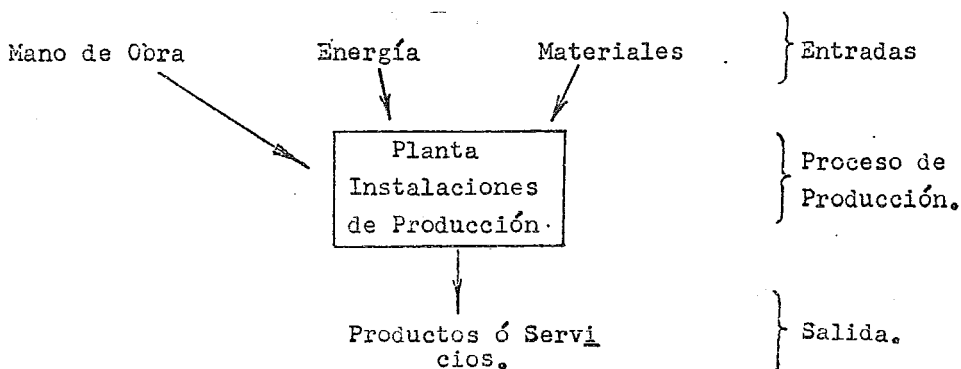 Mano de Obra Energía Materiales Entradas
Planta
Instalaciones
de Producción.
Proceso de
Producción.
Productos ó Servi
cios.
Salida.